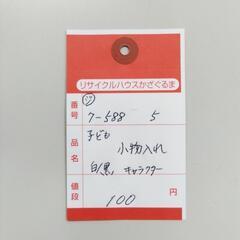 リサイクルハウスかざぐるま
番号 7-588 5
品名 子ども
小物入れ
白/黒 キャラクター
値段 100 円